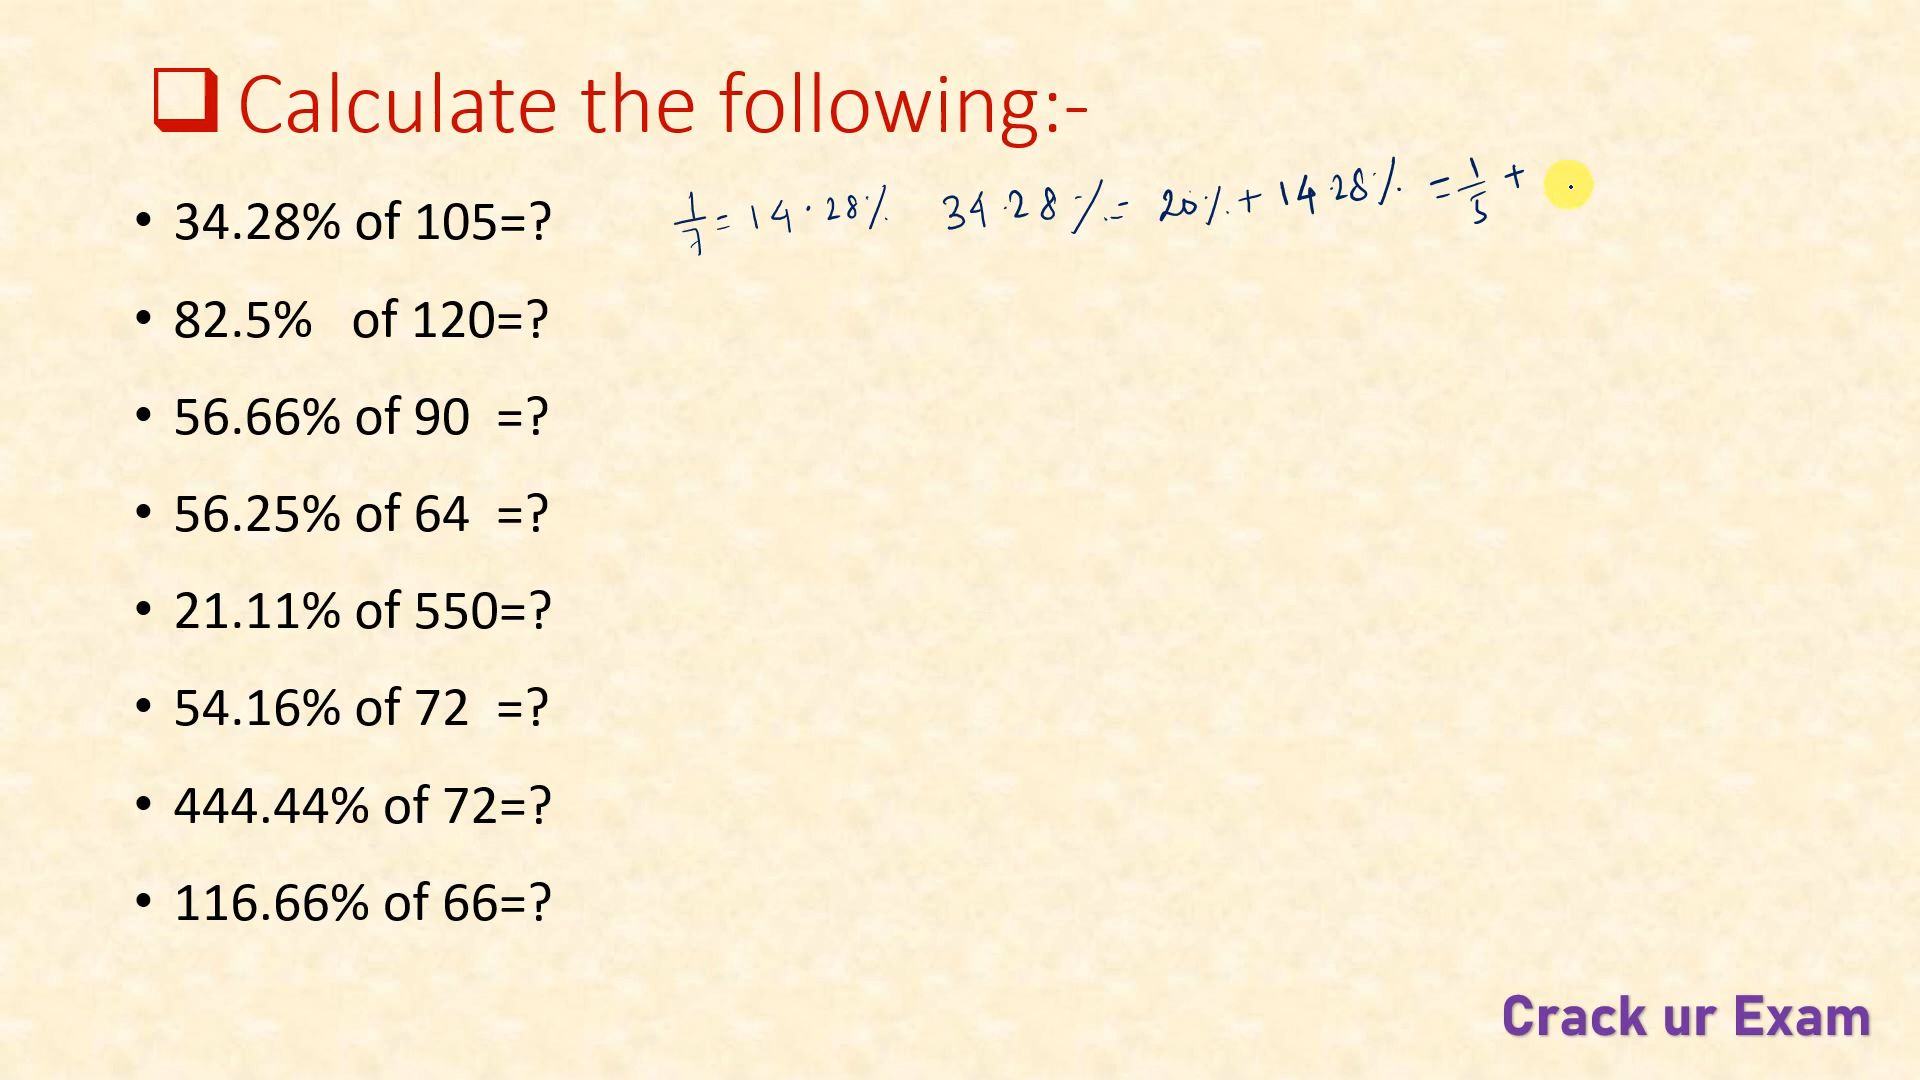 Calculate the following:-
• 34.28% of 105=? 1/7 = 14.28% 34.28% = 20% + 14.28% = 1/5 +
• 82.5% of 120=?
• 56.66% of 90 =?
• 56.25% of 64 =?
• 21.11% of 550=?
• 54.16% of 72 =?
• 444.44% of 72=?
• 116.66% of 66=?
Crack ur Exam